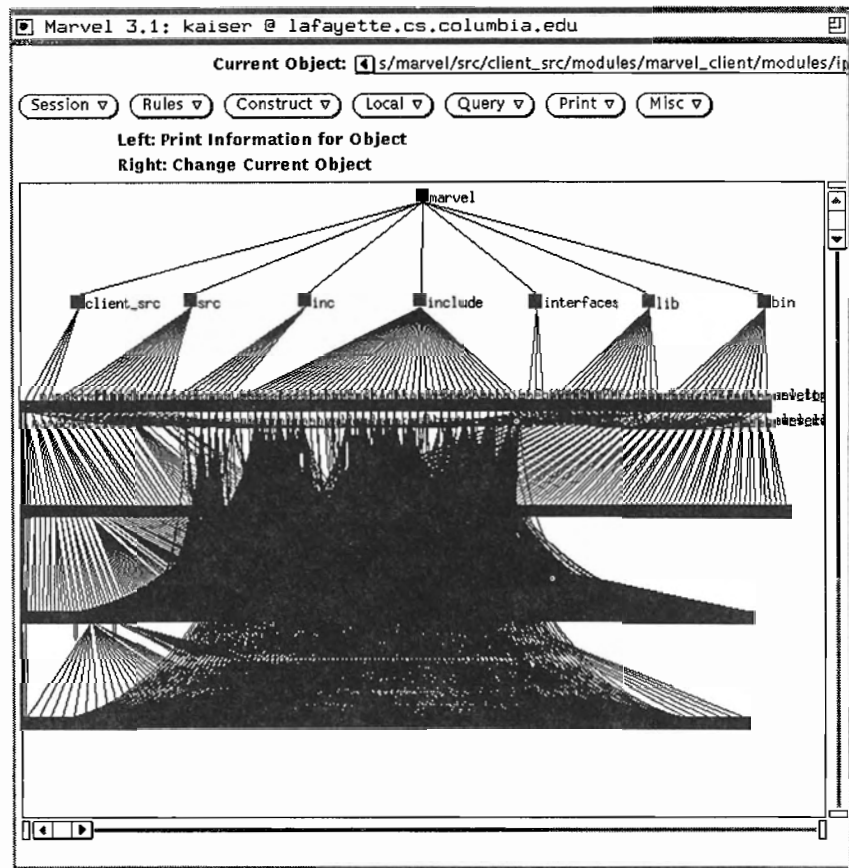 Marvel 3.1: kaiser @ lafayette.cs.columbia.edu
Current Object: s/marvel/src/client_src/modules/marvel_client/modules/ip
Session Rules Construct Local Query Print Misc
Left: Print Information for Object
Right: Change Current Object
marvel
client_src src inc include interfaces lib bin